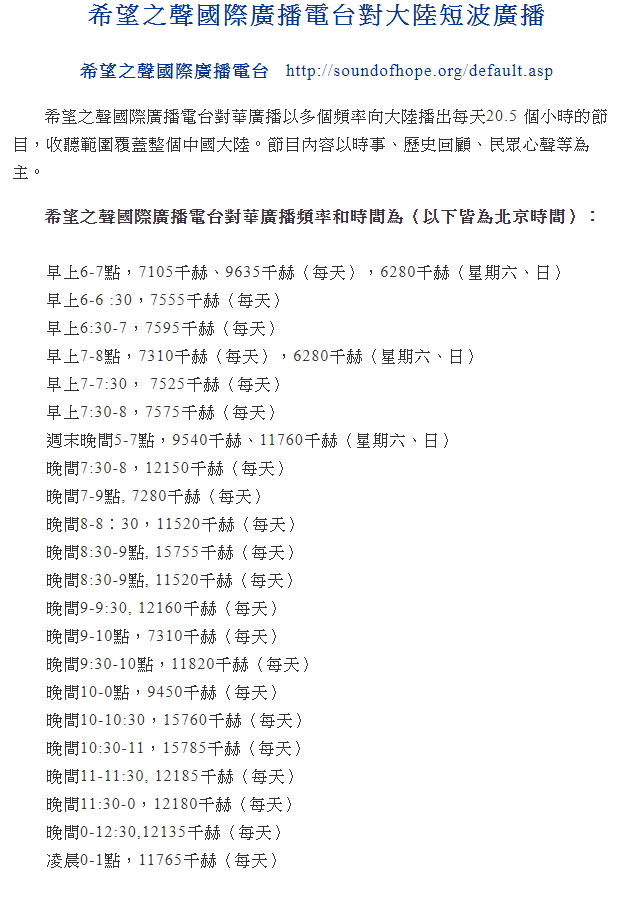 希望之聲國際廣播電台對大陸短波廣播
希望之聲國際廣播電台 http://soundofhope.org/default.asp
希望之聲國際廣播電台對華廣播以多個頻率向大陸播出每天20.5 個小時的節
目，收聽範圍覆蓋整個中國大陸。節目內容以時事、歷史回顧、民眾心聲等為
主。
希望之聲國際廣播電台對華廣播頻率和時間為（以下皆為北京時間）：
早上6-7點，7105千赫、9635千赫（每天），6280千赫（星期六、日）
早上6-6 :30，7555千赫（每天）
早上6:30-7，7595千赫（每天）
早上7-8點，7310千赫（每天），6280千赫（星期六、日）
早上7-7:30， 7525千赫（每天）
早上7:30-8，7575千赫（每天）
週末晚間5-7點，9540千赫、11760千赫（星期六、日）
晚間7:30-8，12150千赫（每天）
晚間7-9點, 7280千赫（每天）
晚間8-8：30，11520千赫（每天）
晚間8:30-9點, 15755千赫（每天）
晚間8:30-9點, 11520千赫（每天）
晚間9-9:30, 12160千赫（每天）
晚間9-10點，7310千赫（每天）
晚間9:30-10點，11820千赫（每天）
晚間10-0點，9450千赫（每天）
晚間10-10:30，15760千赫（每天）
晚間10:30-11，15785千赫（每天）
晚間11-11:30, 12185千赫（每天）
晚間11:30-0，12180千赫（每天）
晚間0-12:30,12135千赫（每天）
凌晨0-1點，11765千赫（每天）